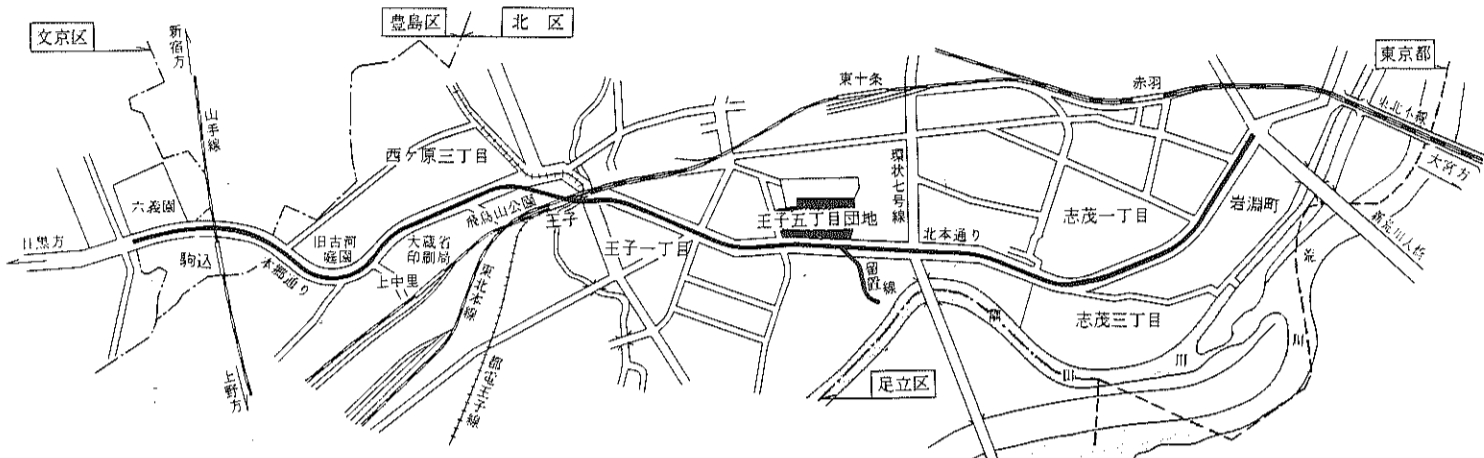 文京区
豊島区
北 区
東京都
新宿方
山手線
東十条
赤羽
東北本線
大宮方
西ヶ原三丁目
環状七号線
六義園
飛鳥山公園
王子
王子五丁目団地
志茂一丁目
岩淵町
新荒川大橋
目黒方
旧古河
庭園
大蔵省
印刷局
王子一丁目
北本通り
荒
駒込
本郷通り
上中里
東北本線
留置線
志茂三丁目
隅
田
川
川
上野方
都電王子線
足立区